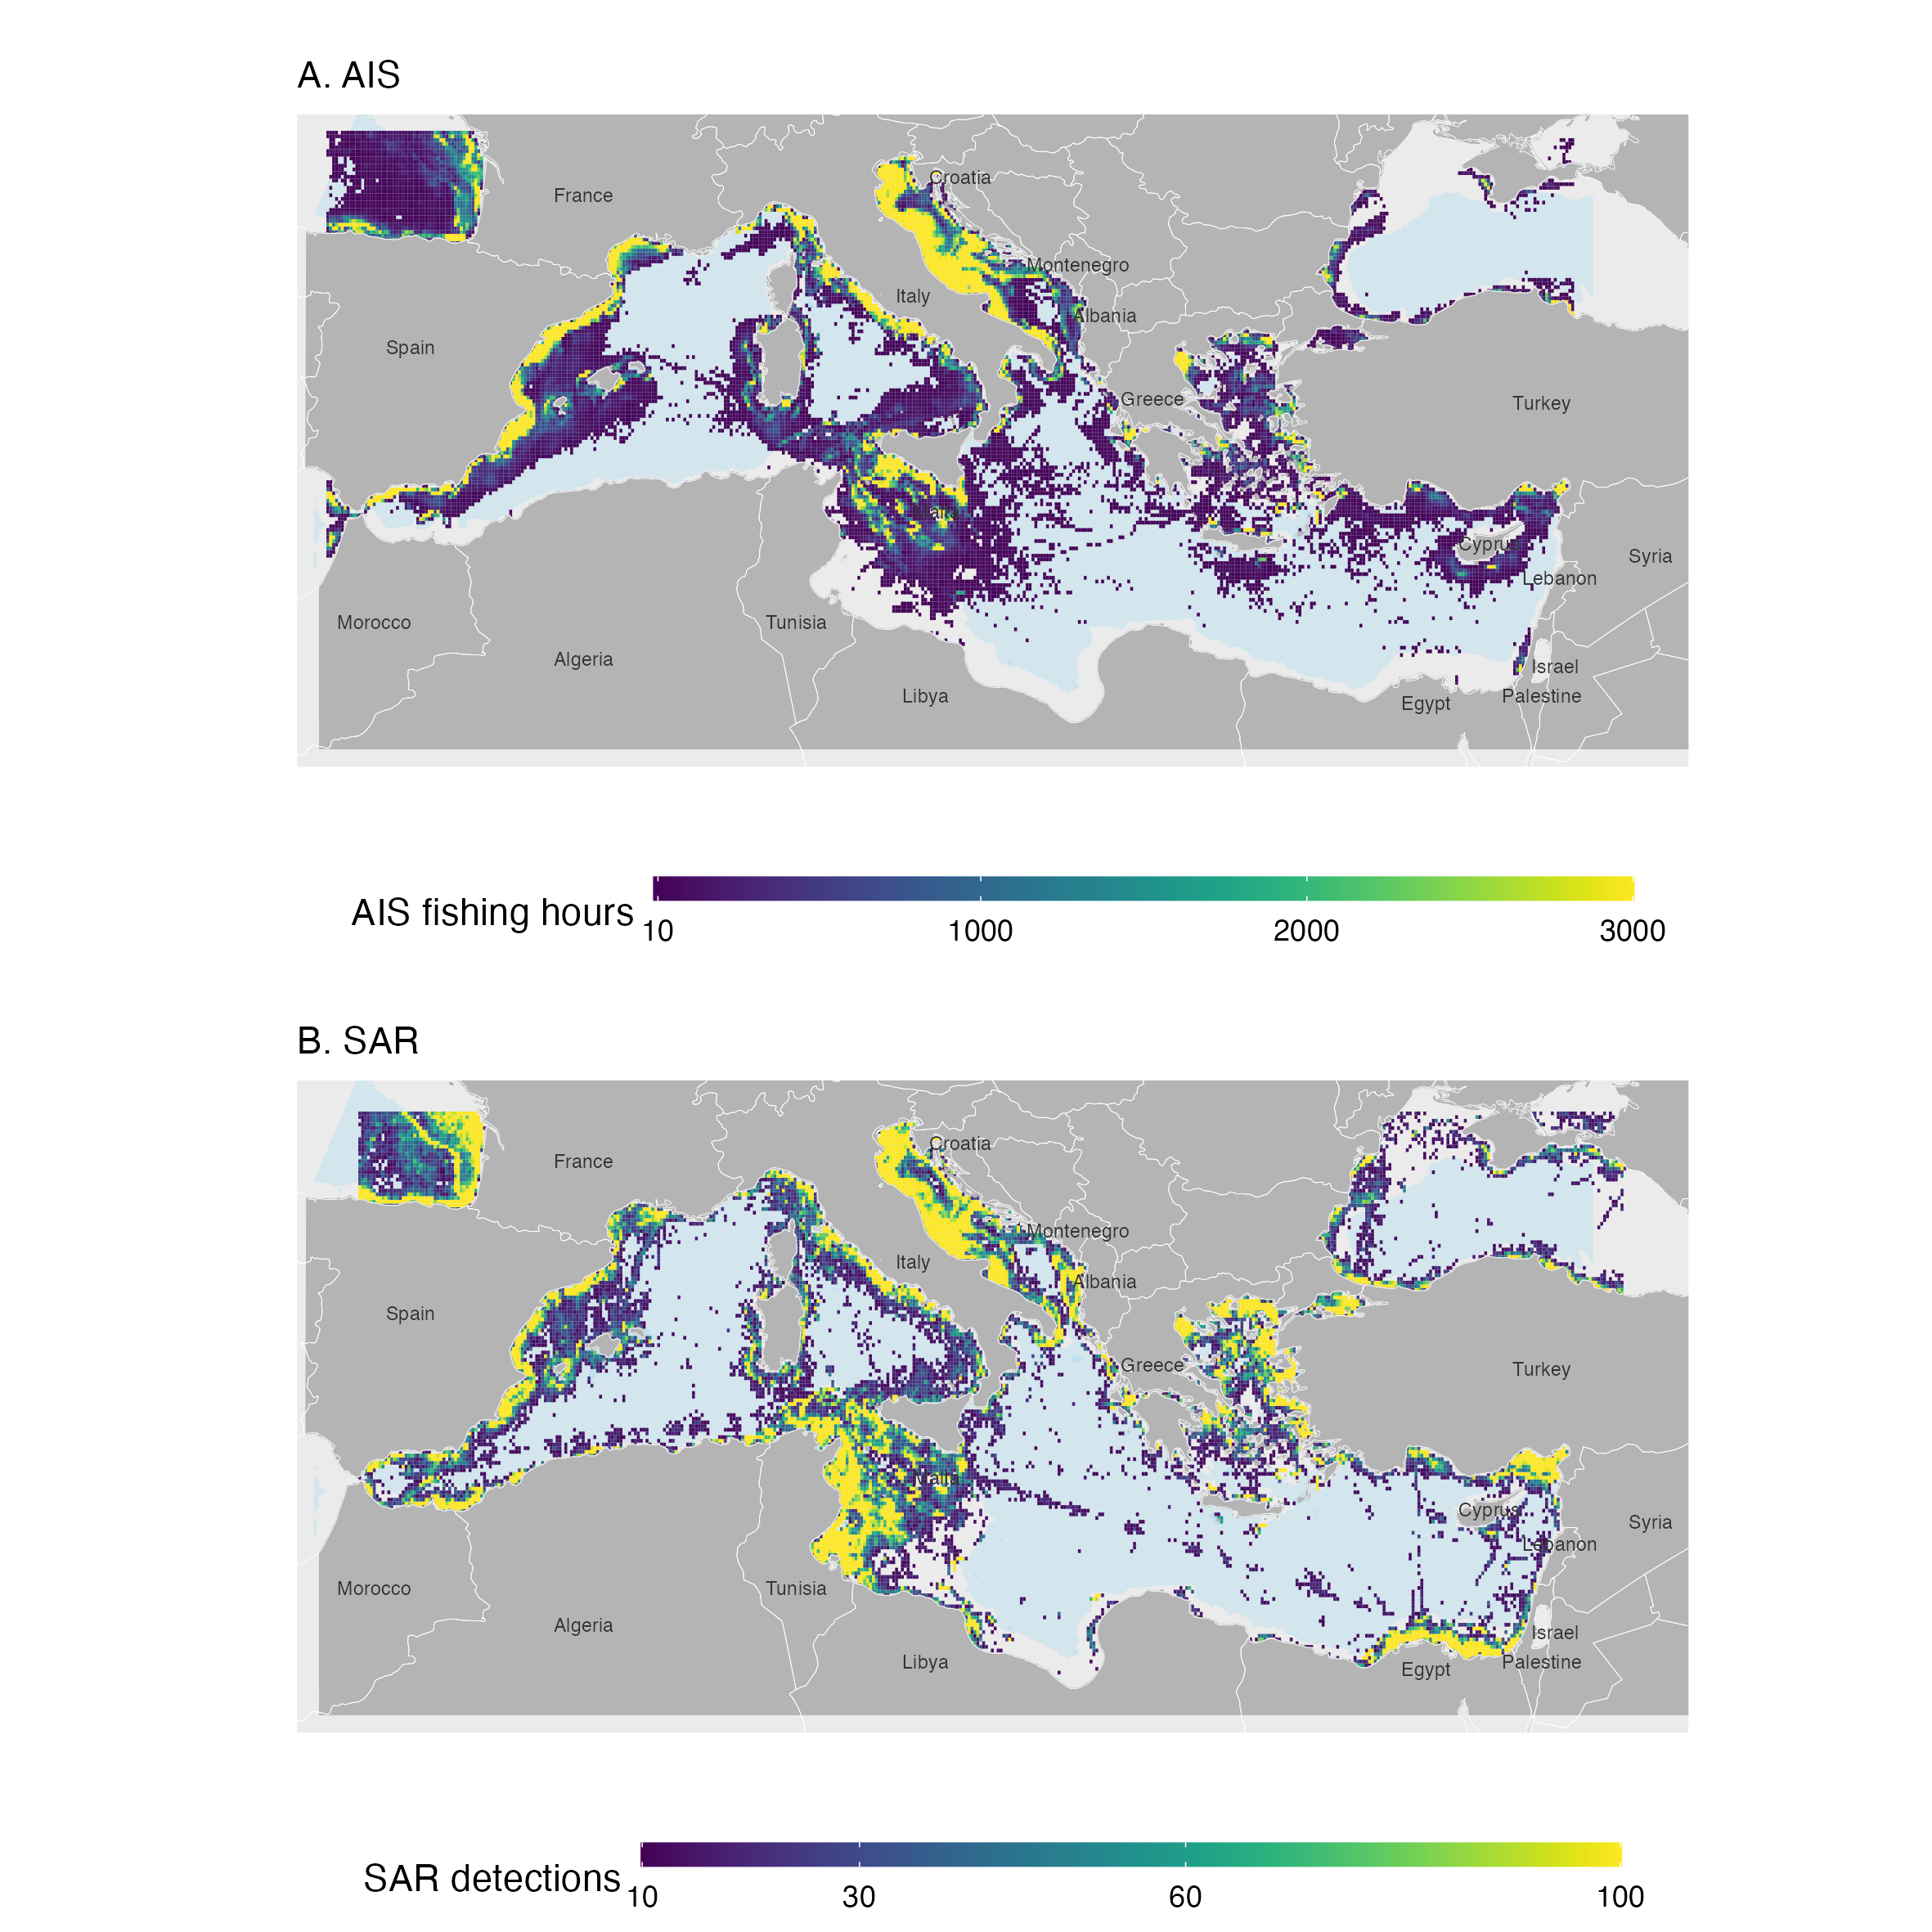 A. AIS
Croatia
France
Montenegro
Italy
Albania
Spain
Greece
Turkey
Malta
Cyprus
Syria
Lebanon
Morocco
Tunisia
Algeria
Israel
Libya
Egypt
Palestine
AIS fishing hours
10 1000 2000 3000
B. SAR
Croatia
France
Montenegro
Italy
Albania
Spain
Greece
Turkey
Malta
Cyprus
Syria
Lebanon
Morocco
Tunisia
Algeria
Israel
Libya
Egypt
Palestine
SAR detections
10 30 60 100